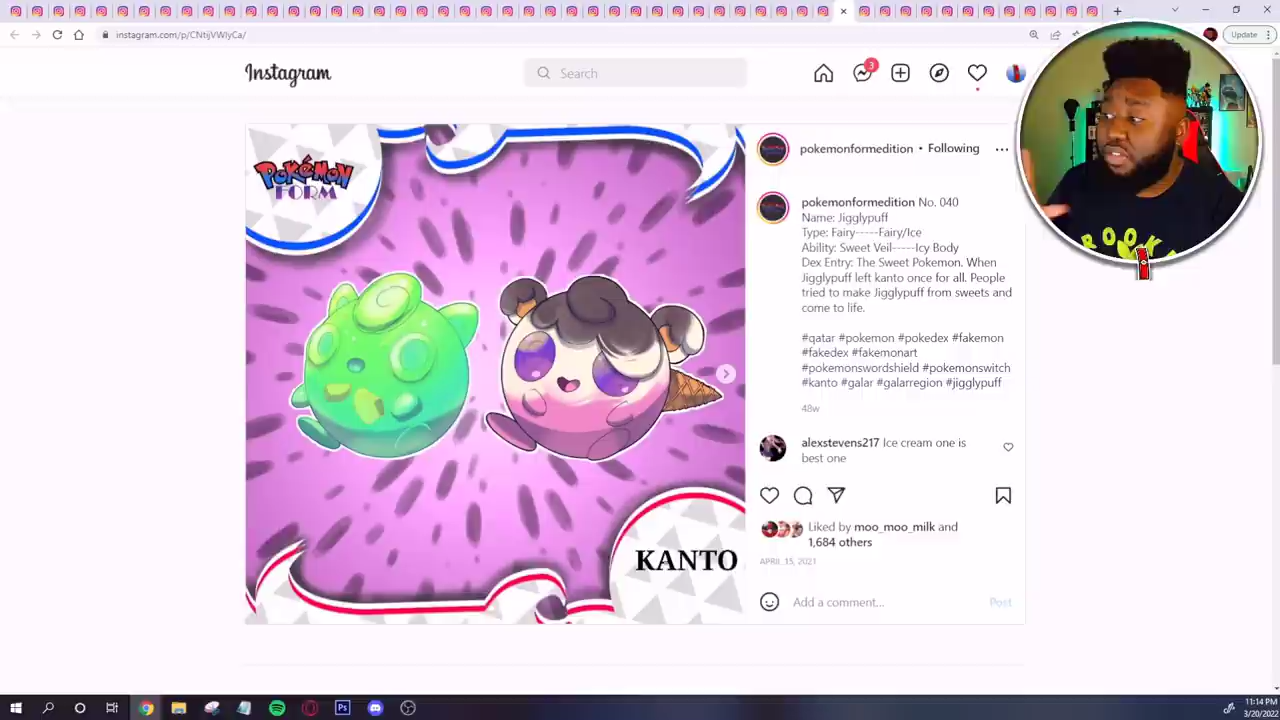 Update
instagram.com/p/CNtijVWlyCa/
Instagram
Search
3
POKéMON
FORM
KANTO
pokemonformedition • Following
pokemonformedition No. 040
Name: Jigglypuff
Type: Fairy-----Fairy/Ice
Ability: Sweet Veil-----Icy Body
Dex Entry: The Sweet Pokemon. When
Jigglypuff left kanto once for all. People
tried to make Jigglypuff from sweets and
come to life.
#qatar #pokemon #pokedex #fakemon
#fakedex #fakemonart
#pokemonswordshield #pokemonswitch
#kanto #galar #galarregion #jigglypuff
48w
alexstevens217 Ice cream one is
best one
Liked by moo_moo_milk and
1,684 others
APRIL 15, 2021
Add a comment...
Post
Ps
11:14 PM
3/20/2022